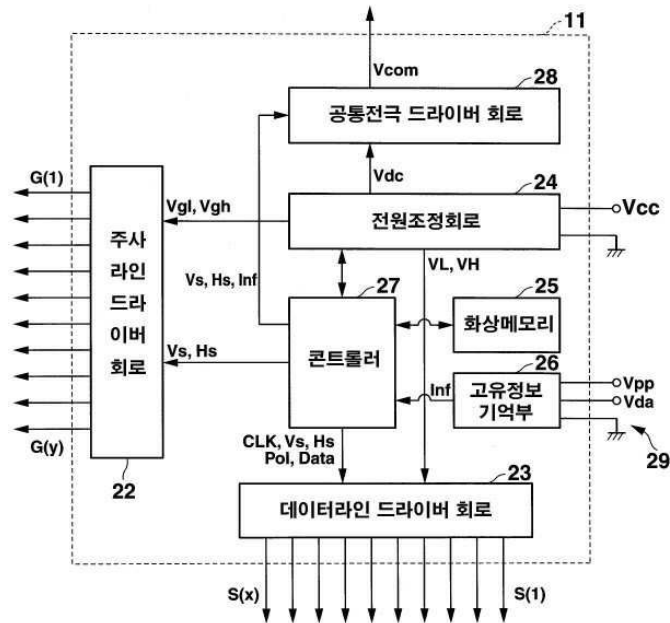 11
Vcom
28
공통전극 드라이버 회로
G(1)
Vdc
24
Vgl, Vgh
전원조정회로
Vcc
주사
라인
드라
이버
회로
VL, VH
Vs, Hs, Inf
27
25
콘트롤러
화상메모리
Vs, Hs
26
Inf
고유정보
기억부
Vpp
Vda
G(y)
CLK, Vs, Hs
Pol, Data
29
22
23
데이터라인 드라이버 회로
S(x)
S(1)